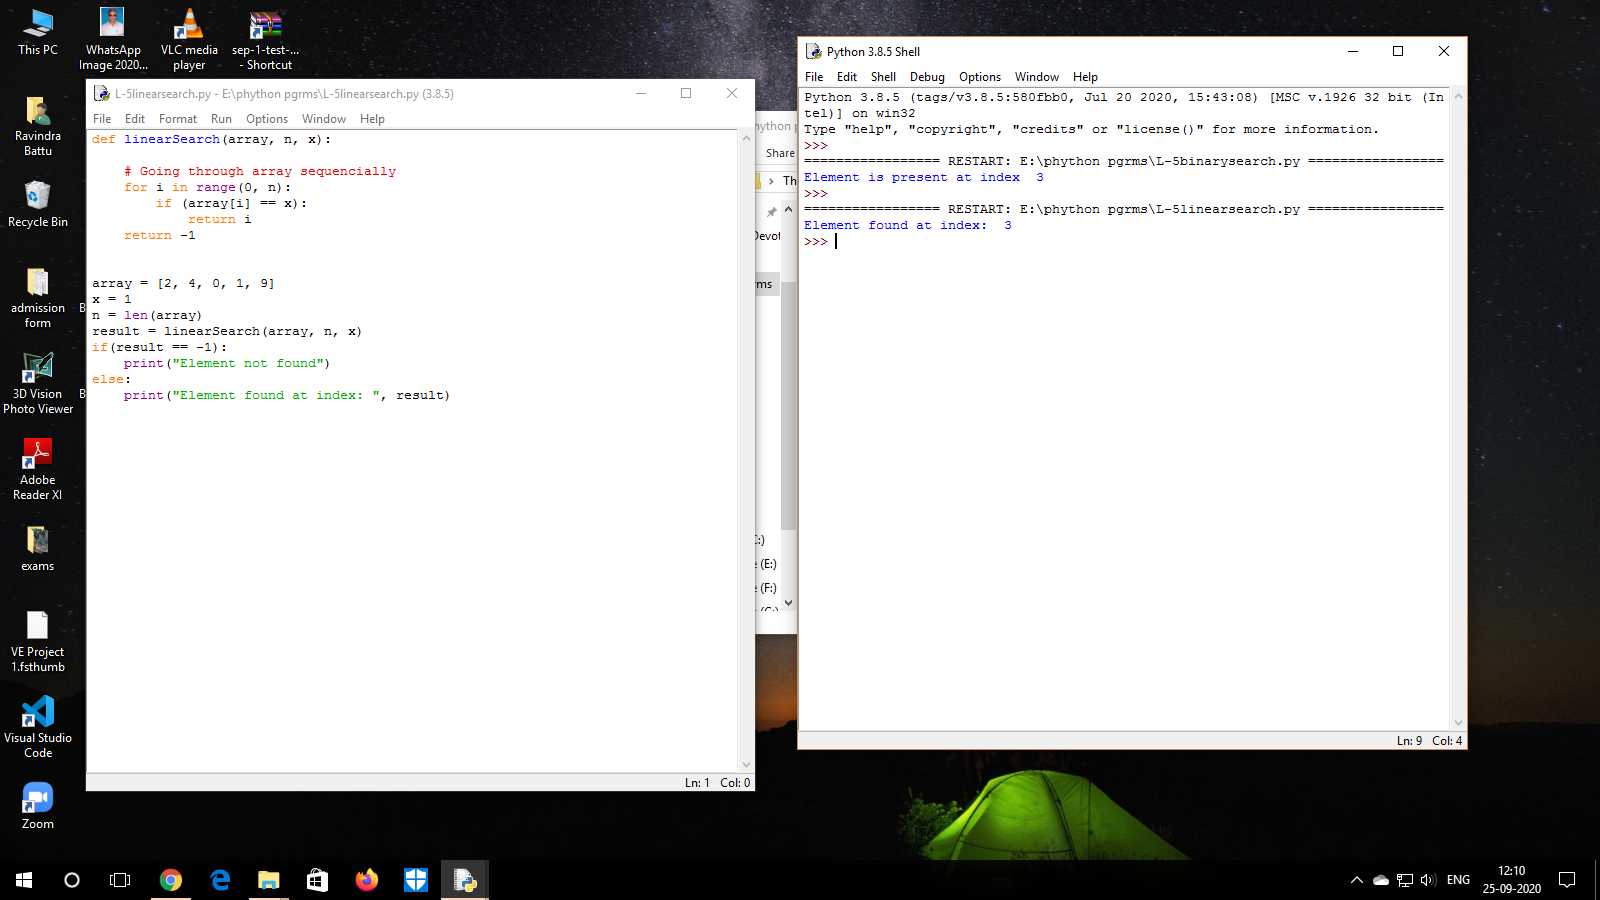 This PC
WhatsApp
Image 2020...
VLC media
player
sep-1-test-...
- Shortcut
Ravindra
Battu
Recycle Bin
admission
form
3D Vision
Photo Viewer
Adobe
Reader XI
exams
VE Project
1.fsthumb
Visual Studio
Code
Zoom
L-5linearsearch.py - E:\phython pgrms\L-5linearsearch.py (3.8.5)
File Edit Format Run Options Window Help
def linearSearch(array, n, x):
    # Going through array sequencially
    for i in range(0, n):
        if (array[i] == x):
            return i
    return -1
array = [2, 4, 0, 1, 9]
x = 1
n = len(array)
result = linearSearch(array, n, x)
if(result == -1):
    print("Element not found")
else:
    print("Element found at index: ", result)
Ln: 1 Col: 0
Share
(E:)
(F:)
Python 3.8.5 Shell
File Edit Shell Debug Options Window Help
Python 3.8.5 (tags/v3.8.5:580fbb0, Jul 20 2020, 15:43:08) [MSC v.1926 32 bit (In
tel)] on win32
Type "help", "copyright", "credits" or "license()" for more information.
>>>
================= RESTART: E:\phython pgrms\L-5binarysearch.py =================
Element is present at index  3
>>>
================= RESTART: E:\phython pgrms\L-5linearsearch.py =================
Element found at index:  3
>>>
Ln: 9 Col: 4
ENG
12:10
25-09-2020